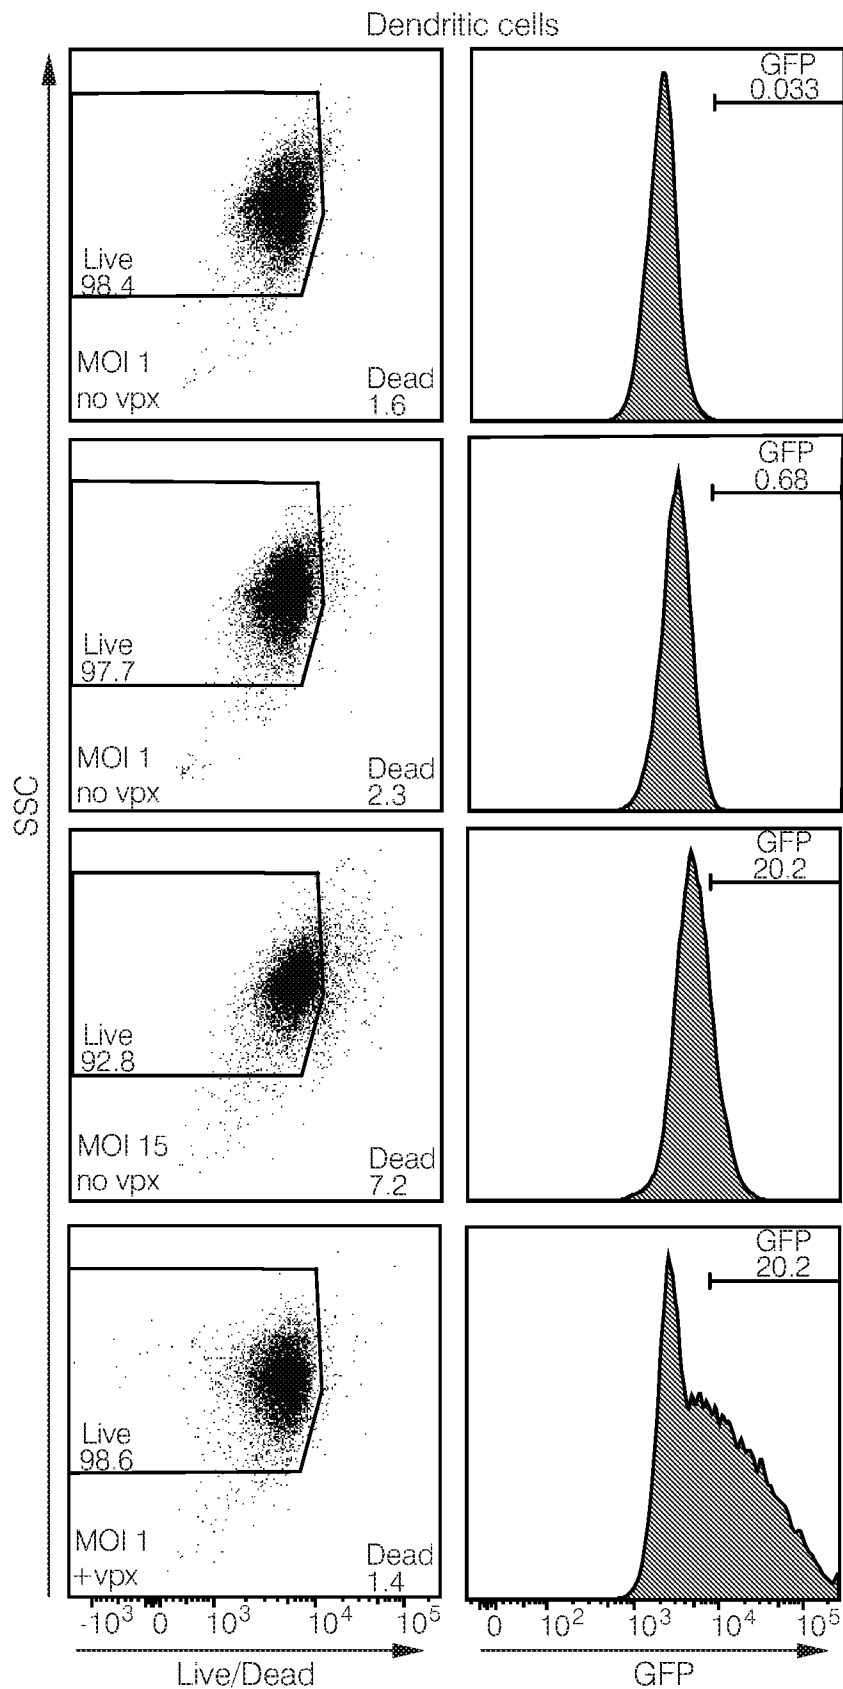 Dendritic cells
Live
98.4
MOI 1
no vpx
Dead
1.6
GFP
0.033
Live
97.7
MOI 1
no vpx
Dead
2.3
GFP
0.68
Live
92.8
MOI 15
no vpx
Dead
7.2
GFP
20.2
Live
98.6
MOI 1
+vpx
Dead
1.4
GFP
20.2
SSC
-10³ 0 10³ 10⁴ 10⁵
Live/Dead
0 10² 10³ 10⁴ 10⁵
GFP